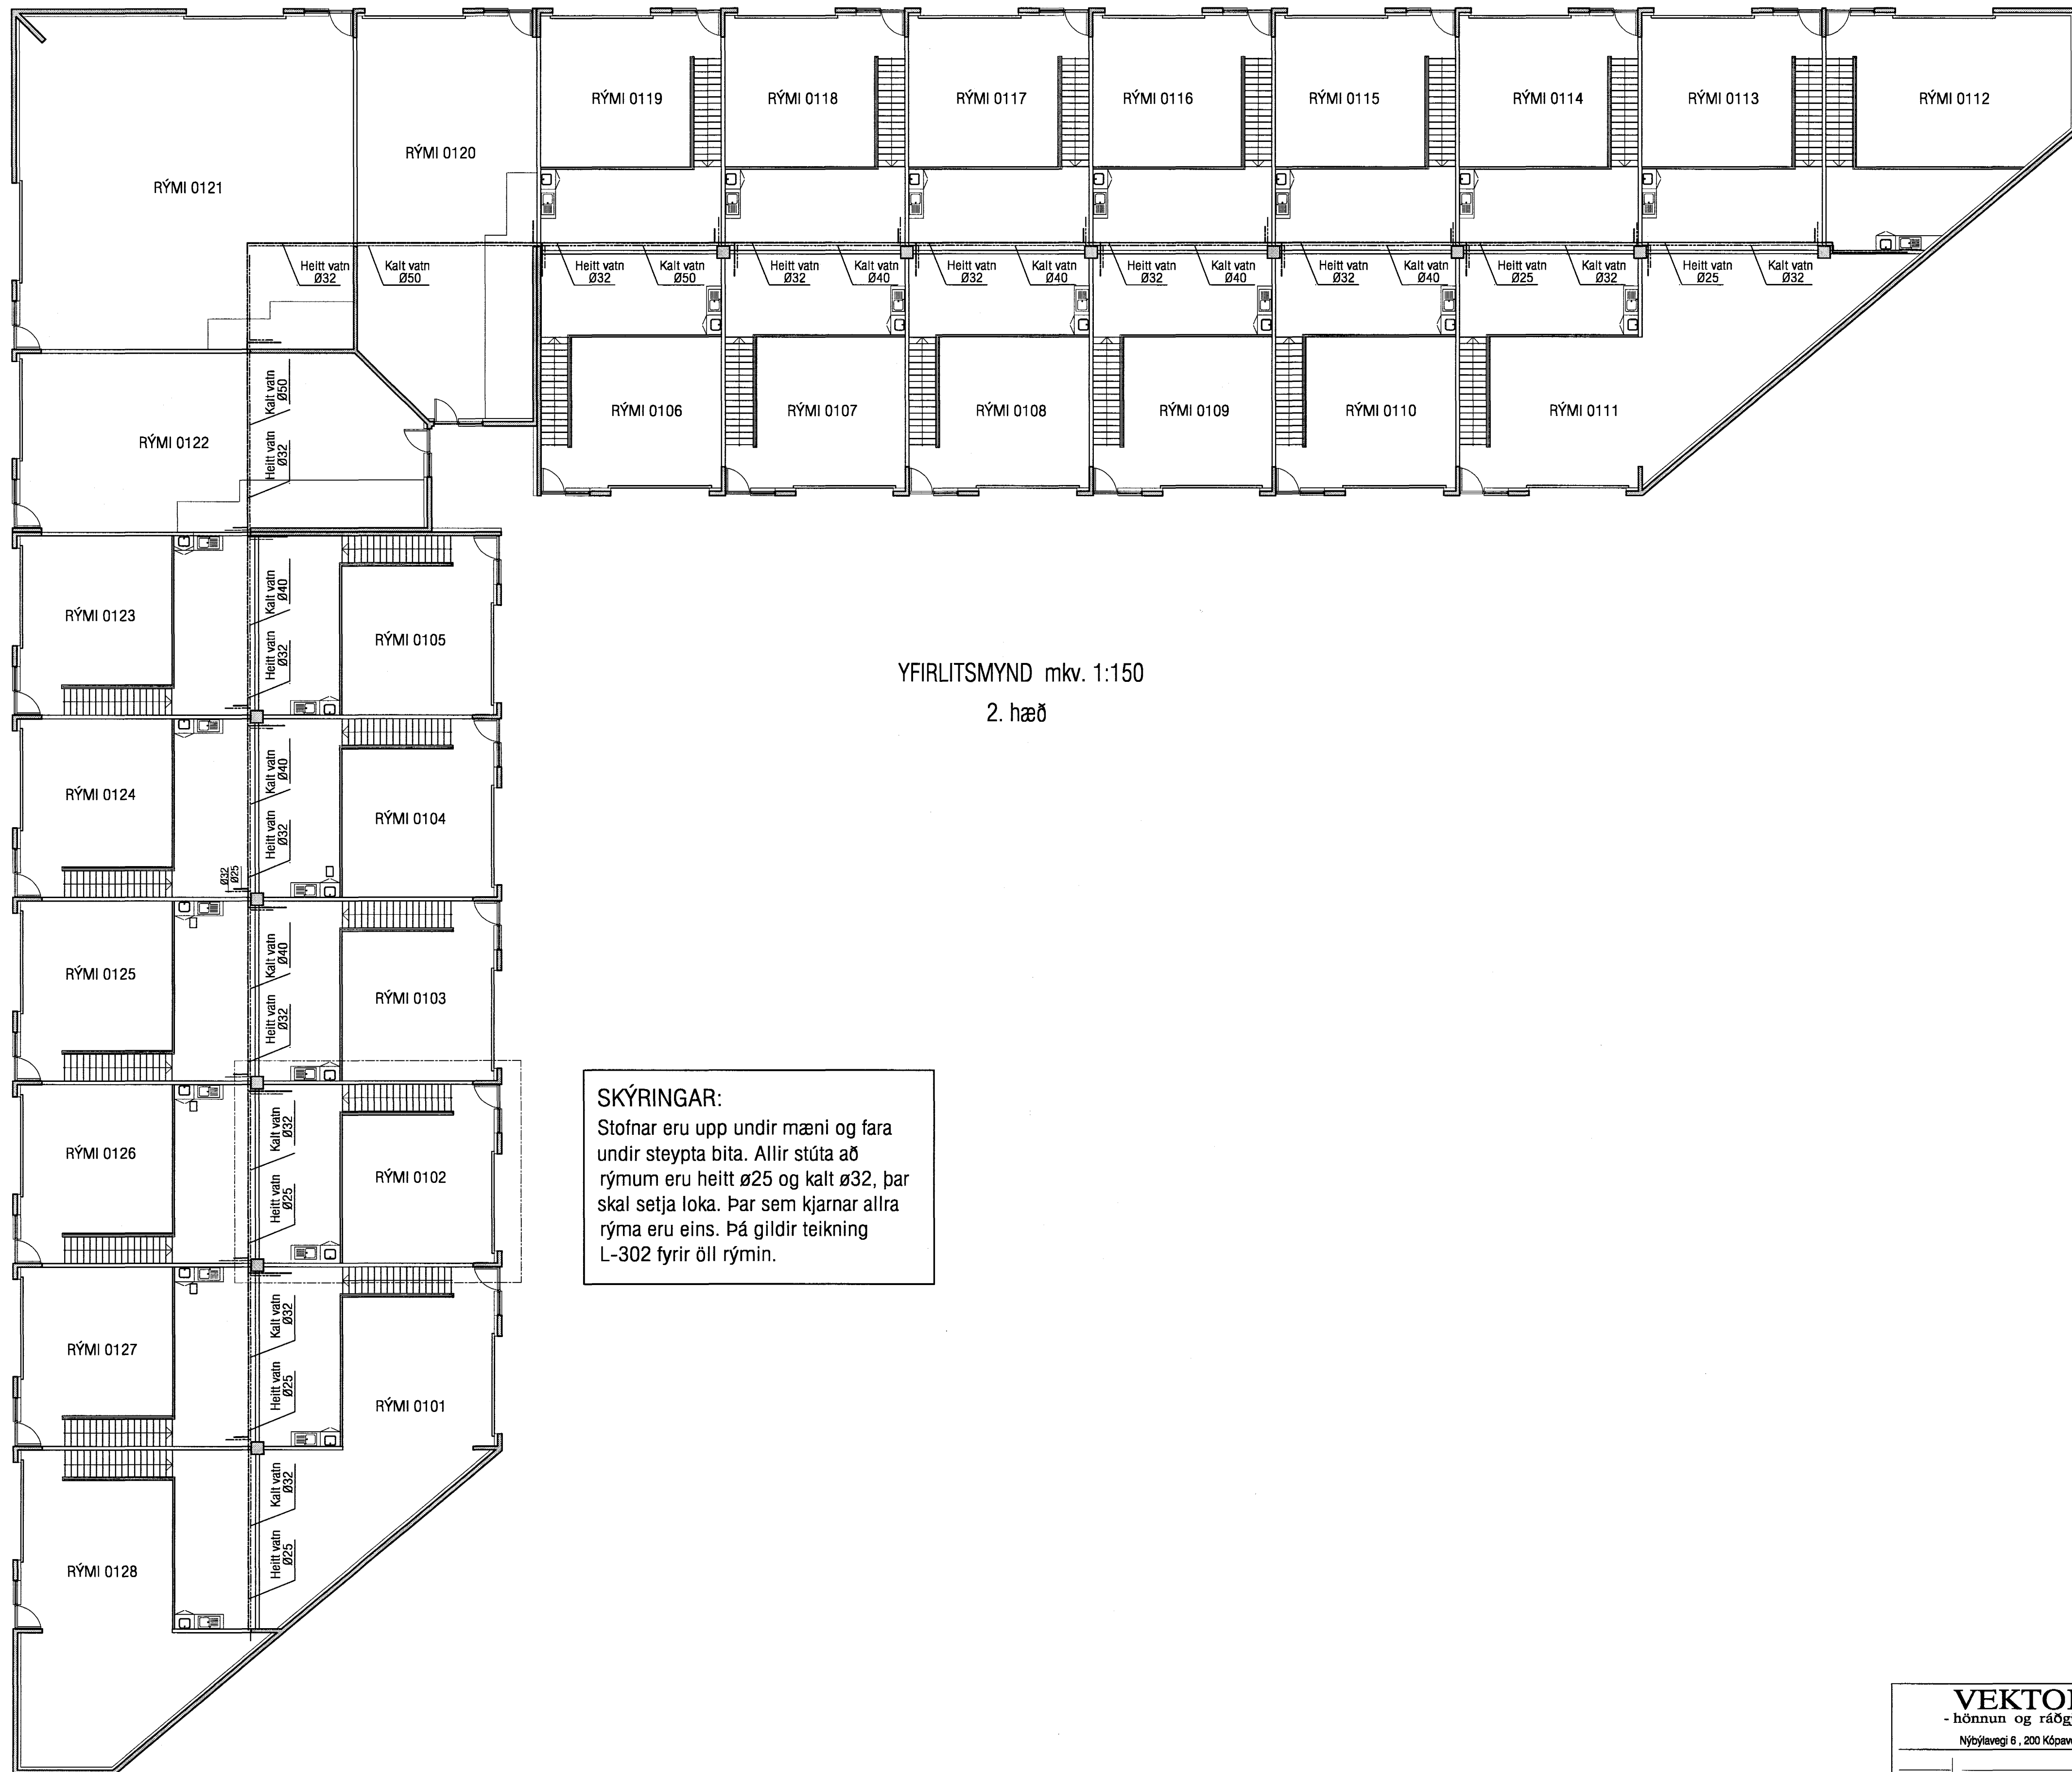 RÝMI 0119
RÝMI 0118
RÝMI 0117
RÝMI 0116
RÝMI 0115
RÝMI 0114
RÝMI 0113
RÝMI 0112
RÝMI 0120
RÝMI 0121
Heitt vatn
Ø32
Kalt vatn
Ø50
Heitt vatn
Ø32
Kalt vatn
Ø50
Heitt vatn
Ø32
Kalt vatn
Ø40
Heitt vatn
Ø32
Kalt vatn
Ø40
Heitt vatn
Ø32
Kalt vatn
Ø40
Heitt vatn
Ø32
Kalt vatn
Ø40
Heitt vatn
Ø25
Kalt vatn
Ø32
Heitt vatn
Ø25
Kalt vatn
Ø32
Kalt vatn
Ø50
Heitt vatn
Ø32
RÝMI 0106
RÝMI 0107
RÝMI 0108
RÝMI 0109
RÝMI 0110
RÝMI 0111
RÝMI 0122
Kalt vatn
Ø40
Heitt vatn
Ø32
RÝMI 0123
RÝMI 0105
YFIRLITSMYND mkv. 1:150
2. hæð
Kalt vatn
Ø40
Heitt vatn
Ø32
RÝMI 0124
RÝMI 0104
Ø32
Ø25
Kalt vatn
Ø40
Heitt vatn
Ø32
RÝMI 0125
RÝMI 0103
SKÝRINGAR:
Stofnar eru upp undir mæni og fara
undir steypta bita. Allir stúta að
rýmum eru heitt ø25 og kalt ø32, þar
skal setja loka. Þar sem kjarnar allra
rýma eru eins. Þá gildir teikning
L-302 fyrir öll rýmin.
Kalt vatn
Ø32
Heitt vatn
Ø25
RÝMI 0126
RÝMI 0102
Kalt vatn
Ø32
Heitt vatn
Ø25
RÝMI 0127
RÝMI 0101
Kalt vatn
Ø32
Heitt vatn
Ø25
RÝMI 0128
VEKTO
- hönnun og ráðg
Nýbýlavegi 6 , 200 Kópav